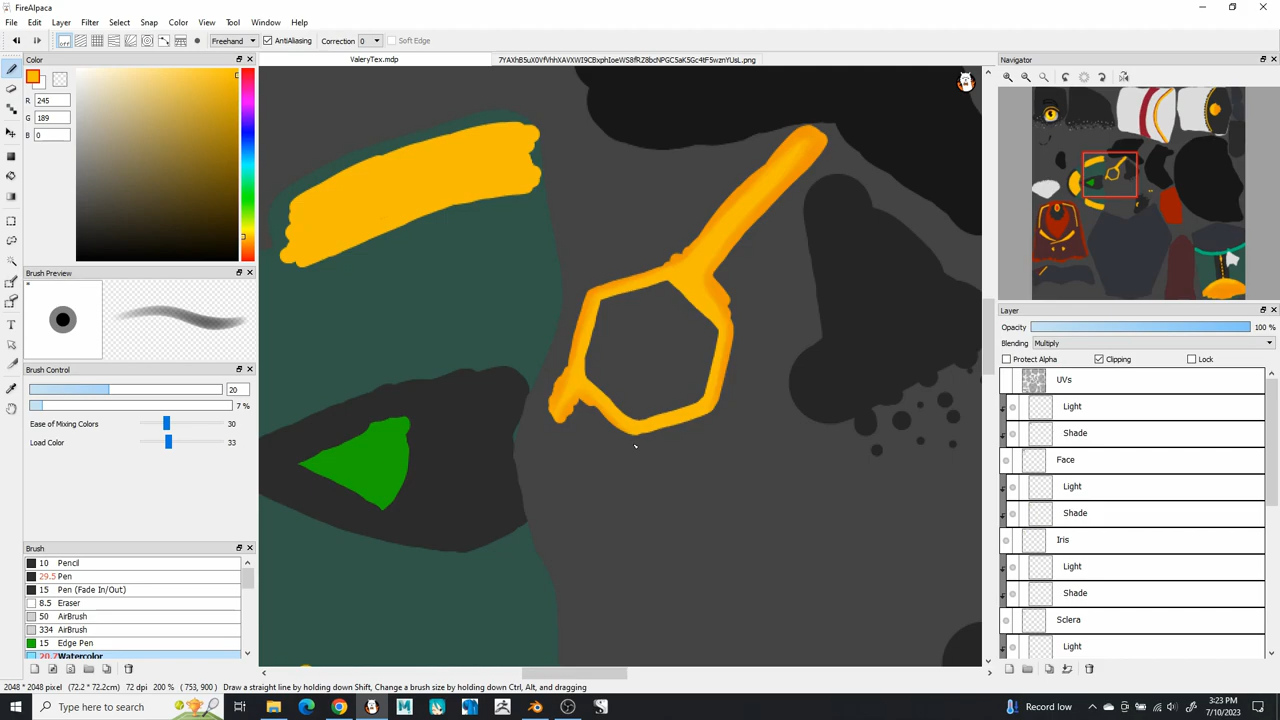 FireAlpaca
File Edit Layer Filter Select Snap Color View Tool Window Help
off Freehand AntiAliasing Correction 0 Soft Edge
Color
ValeryTex.mdp
Navigator
R 245
G 189
B 0
Brush Preview
Brush Control
20
7 %
Ease of Mixing Colors 30
Load Color 33
Brush
10 Pencil
29.5 Pen
15 Pen (Fade In/Out)
8.5 Eraser
50 AirBrush
334 AirBrush
15 Edge Pen
20.7 Watercolor
Layer
Opacity 100 %
Blending Multiply
Protect Alpha Clipping Lock
UVs
Light
Shade
Face
Light
Shade
Iris
Light
Shade
Sclera
Light
2048 * 2048 pixel (72.2 * 72.2cm) 72 dpi 200 % ( 753, 900 ) Draw a straight line by holding down Shift, Change a brush size by holding down Ctrl, Alt, and dragging
Type here to search
Record low
3:23 PM
7/10/2023